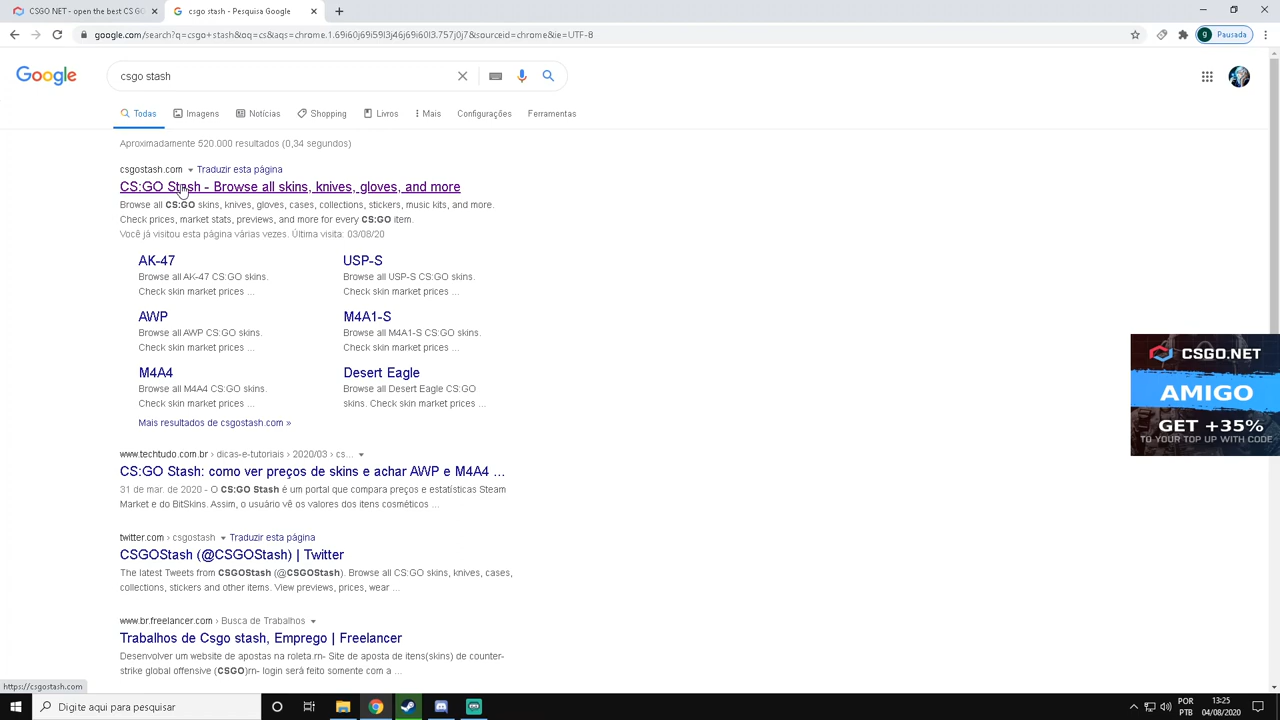 CSGO NET - open the best CS GO
csgo stash - Pesquisa Google
google.com/search?q=csgo+stash&oq=cs&aqs=chrome.1.69i60j69i59l3j46j69i60l3.757j0j7&sourceid=chrome&ie=UTF-8
g Pausada
Google
csgo stash
Todas Imagens Notícias Shopping Livros Mais Configurações Ferramentas
Aproximadamente 520.000 resultados (0,34 segundos)
csgostash.com Traduzir esta página
CS:GO Stash - Browse all skins, knives, gloves, and more
Browse all CS:GO skins, knives, gloves, cases, collections, stickers, music kits, and more.
Check prices, market stats, previews, and more for every CS:GO item.
Você já visitou esta página várias vezes. Última visita: 03/08/20
AK-47 USP-S
Browse all AK-47 CS:GO skins. Browse all USP-S CS:GO skins.
Check skin market prices ... Check skin market prices ...
AWP M4A1-S
Browse all AWP CS:GO skins. Browse all M4A1-S CS:GO skins.
Check skin market prices ... Check skin market prices ...
M4A4 Desert Eagle
Browse all M4A4 CS:GO skins. Browse all Desert Eagle CS:GO
Check skin market prices ... skins. Check skin market prices ...
Mais resultados de csgostash.com »
www.techtudo.com.br › dicas-e-tutoriais › 2020/03 › cs...
CS:GO Stash: como ver preços de skins e achar AWP e M4A4 ...
31 de mar. de 2020 - O CS:GO Stash é um portal que compara preços e estatísticas Steam
Market e do BitSkins. Assim, o usuário vê os valores dos itens cosméticos ...
twitter.com › csgostash Traduzir esta página
CSGOStash (@CSGOStash) | Twitter
The latest Tweets from CSGOStash (@CSGOStash). Browse all CS:GO skins, knives, cases,
collections, stickers and other items. View previews, prices, wear ...
www.br.freelancer.com › Busca de Trabalhos
Trabalhos de Csgo stash, Emprego | Freelancer
Desenvolver um website de apostas na roleta.rn- Site de aposta de itens(skins) de counter-
strike global offensive (CSGO)rn- login será feito somente com a ...
CSGO.NET
AMIGO
GET +35%
TO YOUR TOP UP WITH CODE
https://csgostash.com
Digite aqui para pesquisar
POR 13:25
PTB 04/08/2020